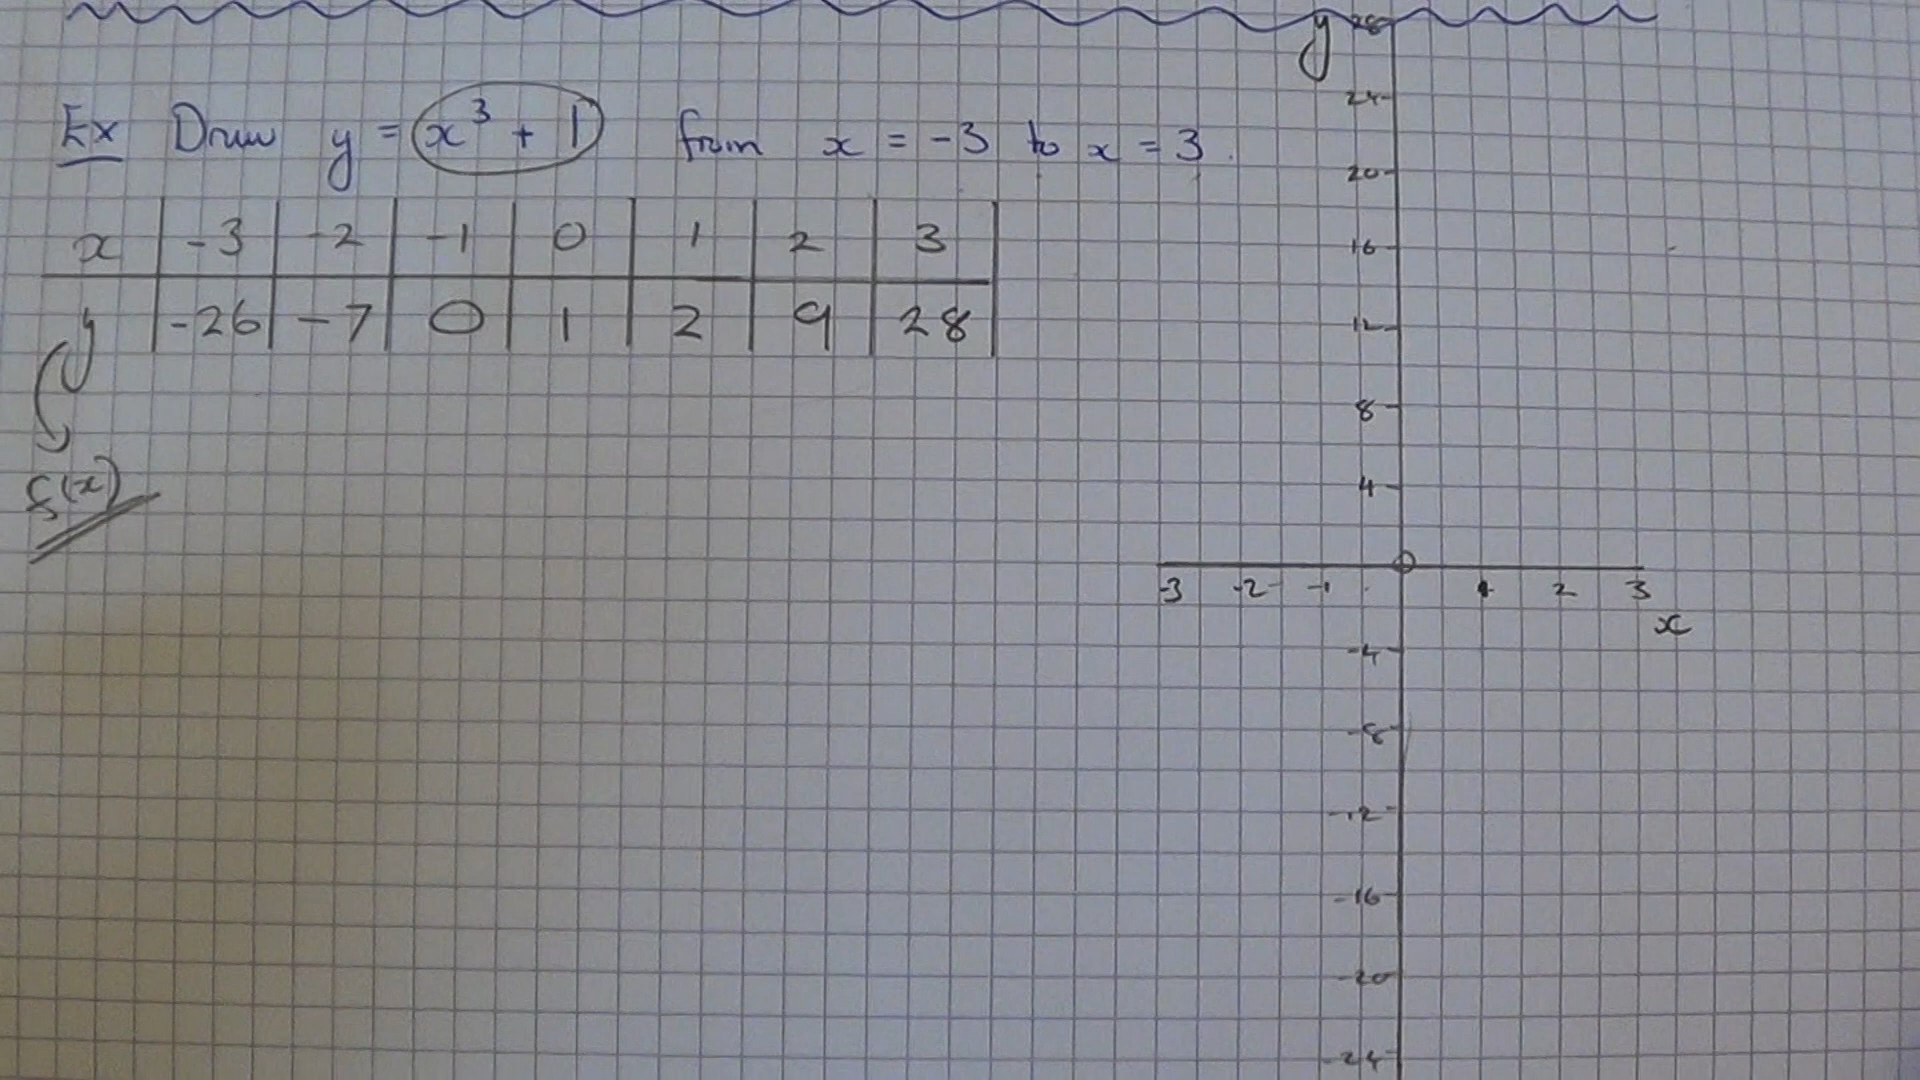 Ex Draw y = x³ + 1 from x = -3 to x = 3.
x -3 -2 -1 0 1 2 3
y -26 -7 0 1 2 9 28
f(x)
y 28
24
20
16
12
8
4
0
-3 -2 -1 1 2 3
x
-4
-8
-12
-16
-20
-24